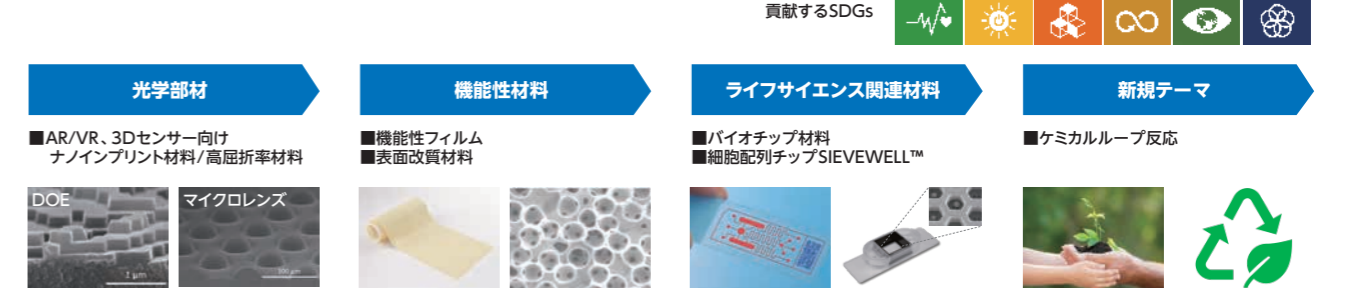 貢献するSDGs
光学部材
機能性材料
ライフサイエンス関連材料
新規テーマ
■AR/VR、3Dセンサー向け
ナノインプリント材料/高屈折率材料
■機能性フィルム
■表面改質材料
■バイオチップ材料
■細胞配列チップSIEVEWELL™
■ケミカルループ反応
DOE
1 μm
マイクロレンズ
100 μm